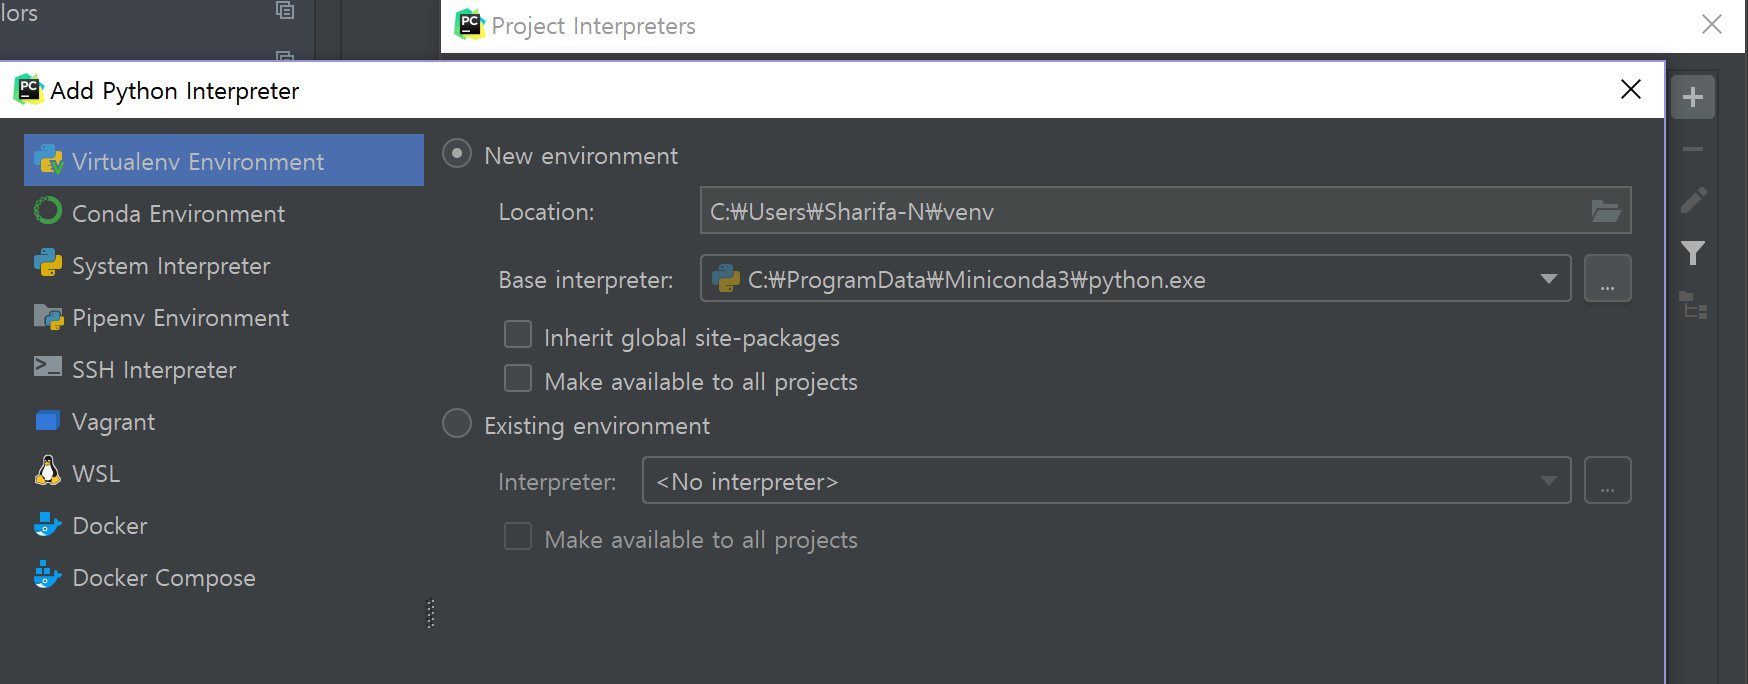 lors
Project Interpreters
Add Python Interpreter
Virtualenv Environment
Conda Environment
System Interpreter
Pipenv Environment
SSH Interpreter
Vagrant
WSL
Docker
Docker Compose
New environment
Location: C:₩Users₩Sharifa-N₩venv
Base interpreter: C:₩ProgramData₩Miniconda3₩python.exe ...
Inherit global site-packages
Make available to all projects
Existing environment
Interpreter: <No interpreter> ...
Make available to all projects